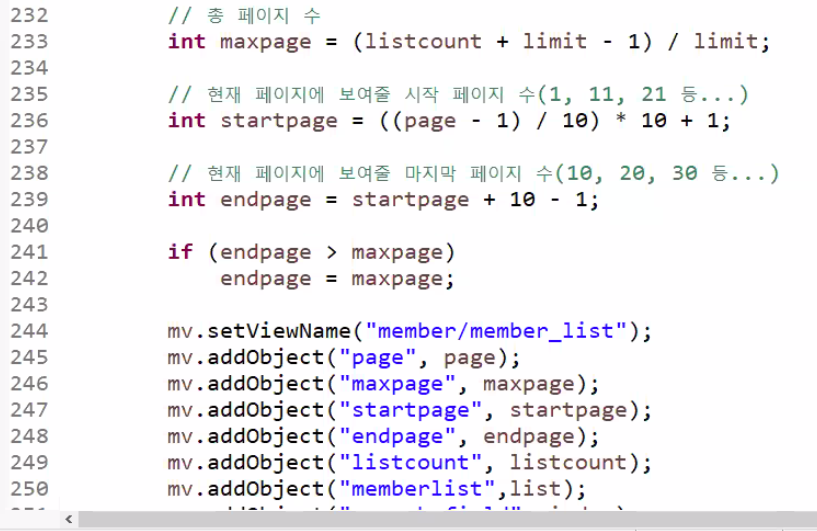 232 // 총 페이지 수
233 int maxpage = (listcount + limit - 1) / limit;
234
235 // 현재 페이지에 보여줄 시작 페이지 수(1, 11, 21 등...)
236 int startpage = ((page - 1) / 10) * 10 + 1;
237
238 // 현재 페이지에 보여줄 마지막 페이지 수(10, 20, 30 등...)
239 int endpage = startpage + 10 - 1;
240
241 if (endpage > maxpage)
242 endpage = maxpage;
243
244 mv.setViewName("member/member_list");
245 mv.addObject("page", page);
246 mv.addObject("maxpage", maxpage);
247 mv.addObject("startpage", startpage);
248 mv.addObject("endpage", endpage);
249 mv.addObject("listcount", listcount);
250 mv.addObject("memberlist",list);